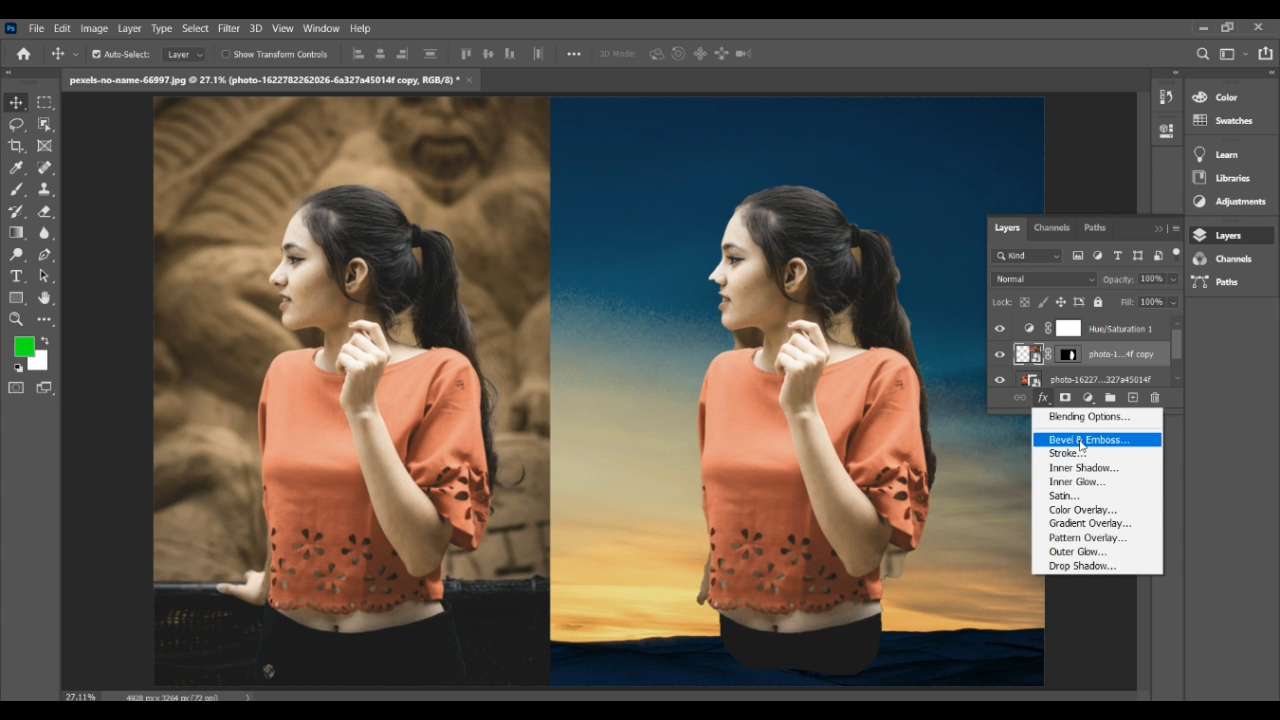 Ps File Edit Image Layer Type Select Filter 3D View Window Help
Auto-Select: Layer Show Transform Controls 3D Mode:
pexels-no-name-66997.jpg @ 27.1% (photo-1622782262026-6a327a45014f copy, RGB/8) *
Color
Swatches
Learn
Libraries
Adjustments
Layers
Channels
Paths
Layers Channels Paths
Kind
Normal Opacity: 100%
Lock: Fill: 100%
Hue/Saturation 1
photo-1...4f copy
photo-16227...327a45014f
fx
Blending Options...
Bevel & Emboss...
Stroke...
Inner Shadow...
Inner Glow...
Satin...
Color Overlay...
Gradient Overlay...
Pattern Overlay...
Outer Glow...
Drop Shadow...
27.11% 4928 px x 3264 px (72 ppi)